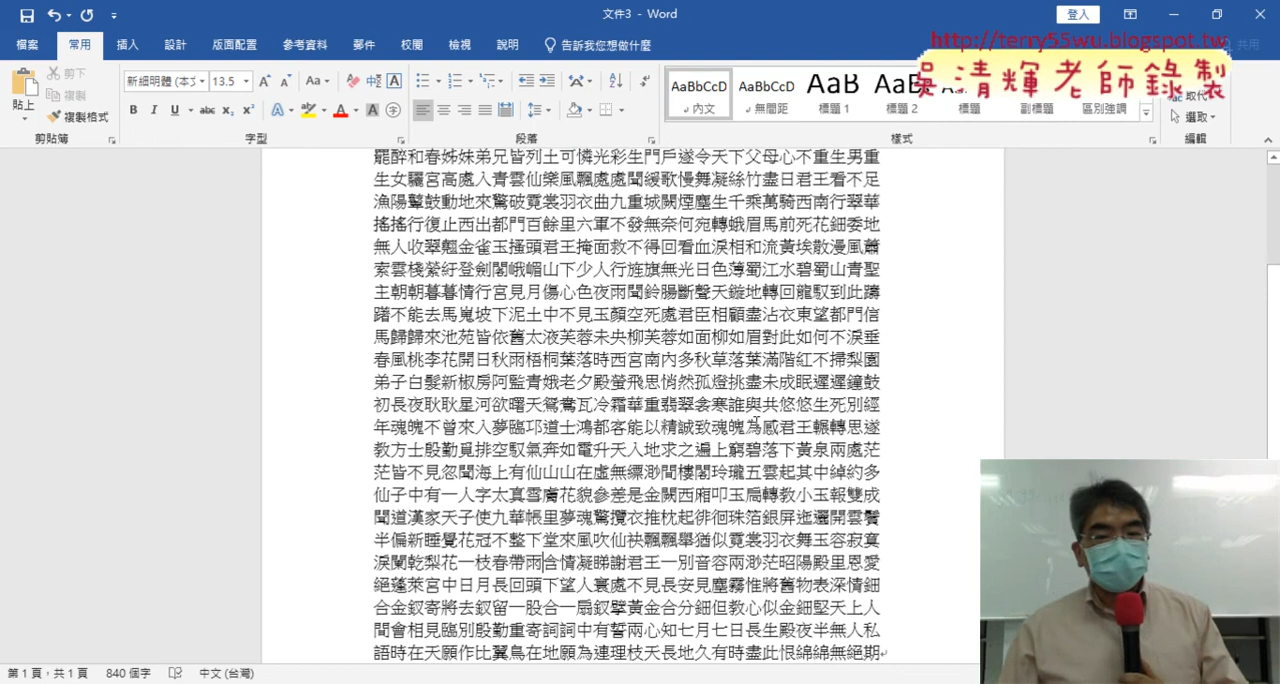 文件3 - Word
登入
檔案 常用 插入 設計 版面配置 參考資料 郵件 校閱 檢視 說明 告訴我您想做什麼 共用
http://terry55wu.blogspot.tw
吳清輝老師錄製
貼上 剪下
複製
複製格式
新細明體 (本文 13.5
AaBbCcD AaBbCcD AaB AaB
內文 無間距 標題 1 標題 2 標題 副標題 區別強調
取代
選取
剪貼簿 字型 段落 樣式 編輯
罷醉和春姊妹弟兄皆列土可憐光彩生門戶遂令天下父母心不重生男重
生女驪宮高處入青雲仙樂風飄處處聞緩歌慢舞凝絲竹盡日君王看不足
漁陽鼙鼓動地來驚破霓裳羽衣曲九重城闕煙塵生千乘萬騎西南行翠華
搖搖行復止西出都門百餘里六軍不發無奈何宛轉蛾眉馬前死花鈿委地
無人收翠翹金雀玉搔頭君王掩面救不得回看血淚相和流黃埃散漫風蕭
索雲棧縈紆登劍閣峨嵋山下少人行旌旗無光日色薄蜀江水碧蜀山青聖
主朝朝暮暮情行宮見月傷心色夜雨聞鈴腸斷聲天旋地轉回龍馭到此躊
躇不能去馬嵬坡下泥土中不見玉顏空死處君臣相顧盡沾衣東望都門信
馬歸歸來池苑皆依舊太液芙蓉未央柳芙蓉如面柳如眉對此如何不淚垂
春風桃李花開日秋雨梧桐葉落時西宮南內多秋草落葉滿階紅不掃梨園
弟子白髮新椒房阿監青娥老夕殿螢飛思悄然孤燈挑盡未成眠遲遲鐘鼓
初長夜耿耿星河欲曙天鴛鴦瓦冷霜華重翡翠衾寒誰與共悠悠生死別經
年魂魄不曾來入夢臨邛道士鴻都客能以精誠致魂魄為感君王輾轉思遂
教方士殷勤覓排空馭氣奔如電升天入地求之遍上窮碧落下黃泉兩處茫
茫皆不見忽聞海上有仙山山在虛無縹渺間樓閣玲瓏五雲起其中綽約多
仙子中有一人字太真雪膚花貌參差是金闕西廂叩玉扃轉教小玉報雙成
聞道漢家天子使九華帳里夢魂驚攬衣推枕起徘徊珠箔銀屏迤邐開雲鬢
半偏新睡覺花冠不整下堂來風吹仙袂飄飄舉猶似霓裳羽衣舞玉容寂寞
淚闌乾梨花一枝春帶雨含情凝睇謝君王一別音容兩渺茫昭陽殿里恩愛
絕蓬萊宮中日月長回頭下望人寰處不見長安見塵霧惟將舊物表深情鈿
合金釵寄將去釵留一股合一扇釵擘黃金合分鈿但教心似金鈿堅天上人
間會相見臨別殷勤重寄詞詞中有誓兩心知七月七日長生殿夜半無人私
語時在天願作比翼鳥在地願為連理枝天長地久有時盡此恨綿綿無絕期
第 1 頁，共 1 頁 840 個字 中文 (台灣)